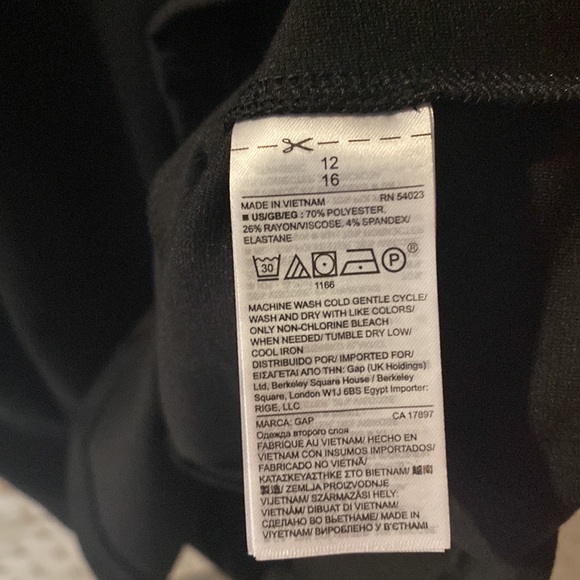 12
16
MADE IN VIETNAM RN 54023
■ US/GB/EG : 70% POLYESTER,
26% RAYON/VISCOSE, 4% SPANDEX/
ELASTANE
30 P ®
1166
MACHINE WASH COLD GENTLE CYCLE/
WASH AND DRY WITH LIKE COLORS/
ONLY NON-CHLORINE BLEACH
WHEN NEEDED/ TUMBLE DRY LOW/
COOL IRON
DISTRIBUIDO POR/ IMPORTED FOR/
ΕΙΣΑΓΕΤΑΙ ΑΠΟ ΤΗΝ: Gap (UK Holdings)
Ltd, Berkeley Square House / Berkeley
Square, London W1J 6BS Egypt Importer:
RIGE, LLC
MARCA: GAP CA 17897
Одежда второго слоя
FABRIQUÉ AU VIETNAM/ HECHO EN
VIETNAM CON INSUMOS IMPORTADOS/
FABRICADO NO VIETNÃ/
ΚΑΤΑΣΚΕΥΑΣΤΗΚΕ ΣΤΟ ΒΙΕΤΝΑΜ/ 越南
製造/ ZEMLJA PROIZVODNJE
VIJETNAM/ SZÁRMAZÁSI HELY:
VIETNÁM/ DIBUAT DI VIETNAM/
СДЕЛАНО ВО ВЬЕТНАМЕ/ MADE IN
VIYETNAM/ ВИРОБЛЕНО У В'ЄТНАМІ